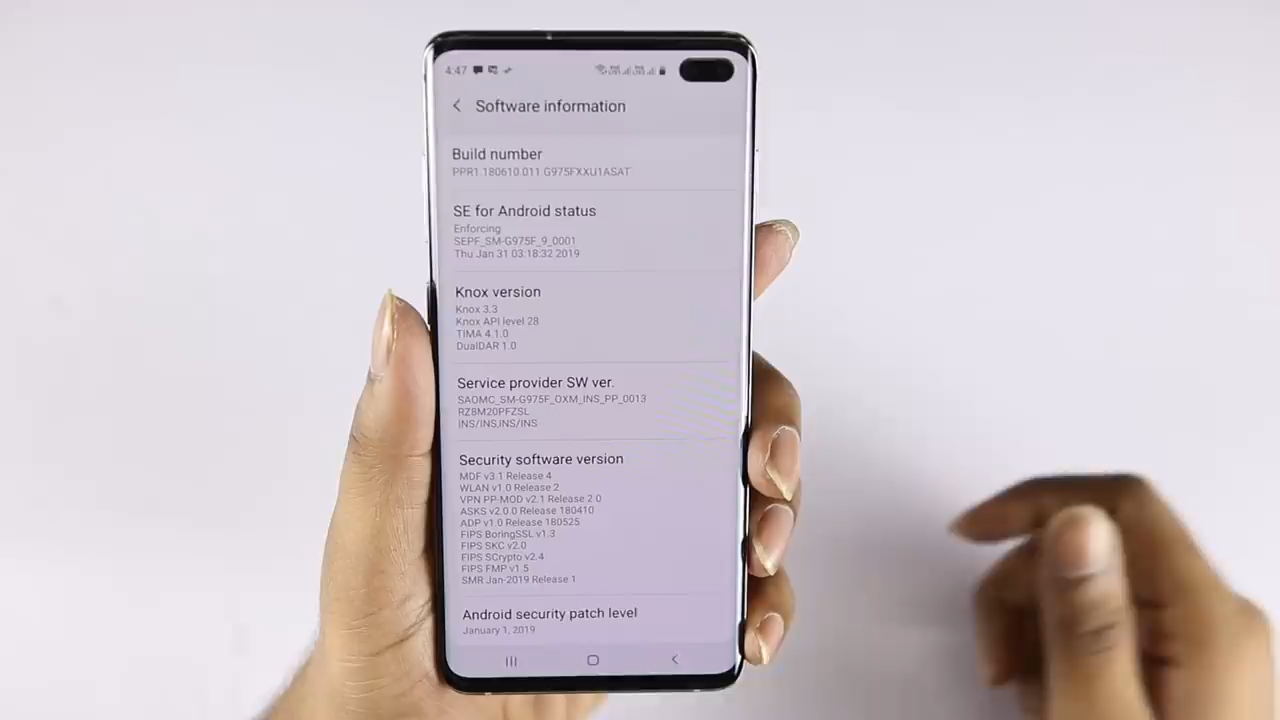 4:47
Software information
Build number
PPR1.180610.011.G975FXXU1ASAT
SE for Android status
Enforcing
SEPF_SM-G975F_9_0001
Thu Jan 31 03:18:32 2019
Knox version
Knox 3.3
Knox API level 28
TIMA 4.1.0
DualDAR 1.0
Service provider SW ver.
SAOMC_SM-G975F_OXM_INS_PP_0013
RZ8M20PFZSL
INS/INS,INS/INS
Security software version
MDF v3.1 Release 4
WLAN v1.0 Release 2
VPN PP-MOD v2.1 Release 2.0
ASKS v2.0.0 Release 180410
ADP v1.0 Release 180525
FIPS BoringSSL v1.3
FIPS SKC v2.0
FIPS SCrypto v2.4
FIPS FMP v1.5
SMR Jan-2019 Release 1
Android security patch level
January 1, 2019